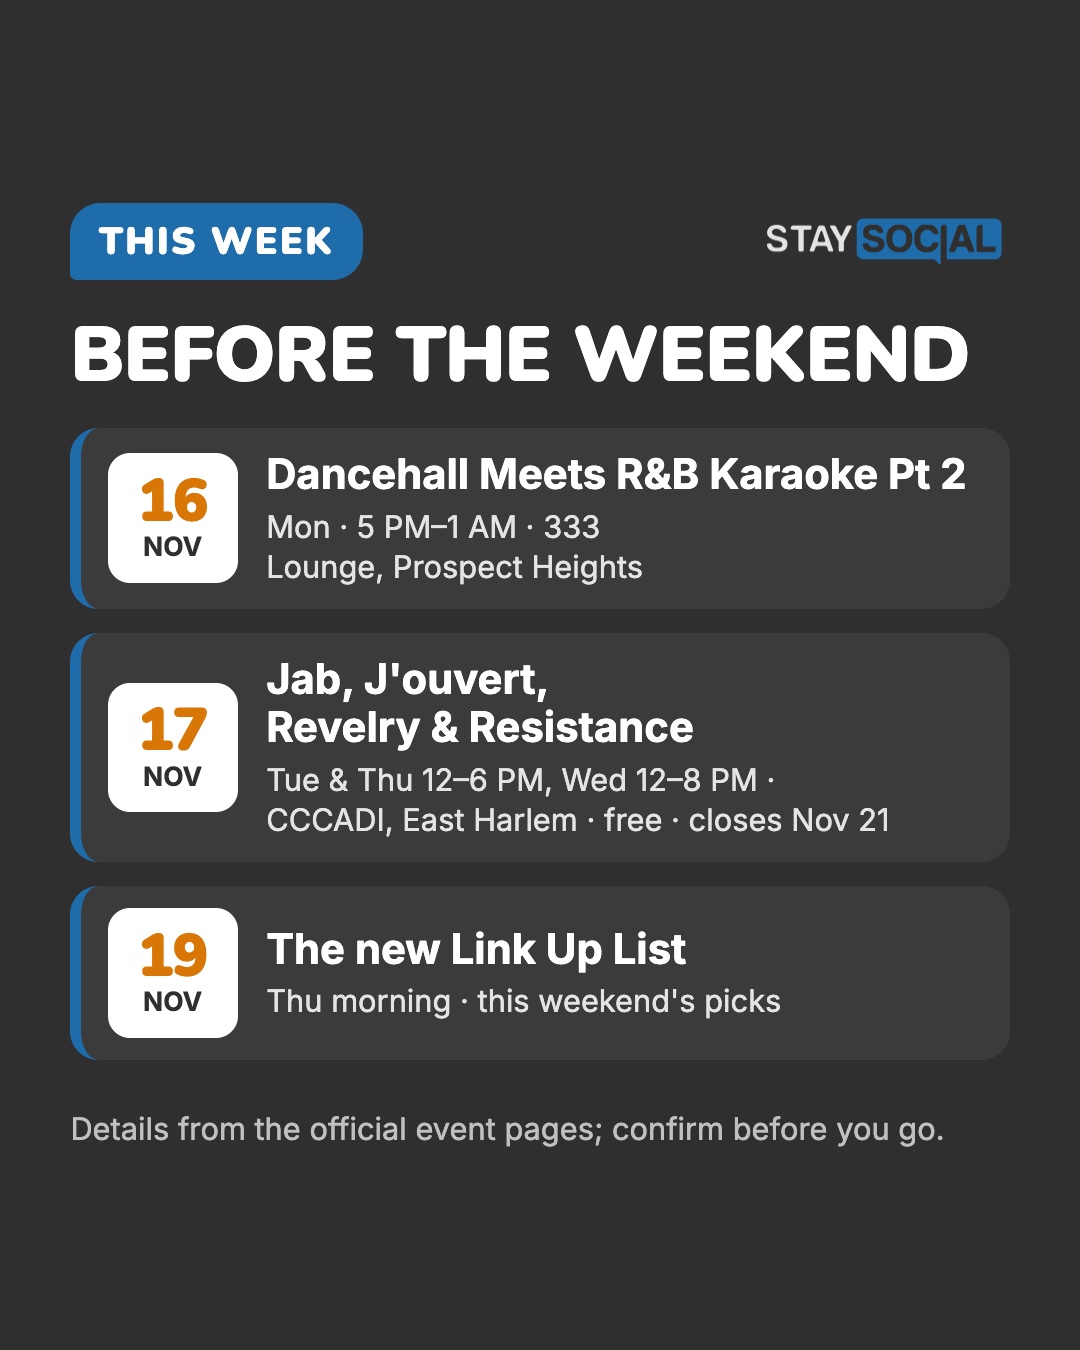 THIS WEEK
STAY SOCIAL
BEFORE THE WEEKEND
16
NOV
Dancehall Meets R&B Karaoke Pt 2
Mon · 5 PM–1 AM · 333
Lounge, Prospect Heights
17
NOV
Jab, J'ouvert,
Revelry & Resistance
Tue & Thu 12–6 PM, Wed 12–8 PM ·
CCCADI, East Harlem · free · closes Nov 21
19
NOV
The new Link Up List
Thu morning · this weekend's picks
Details from the official event pages; confirm before you go.